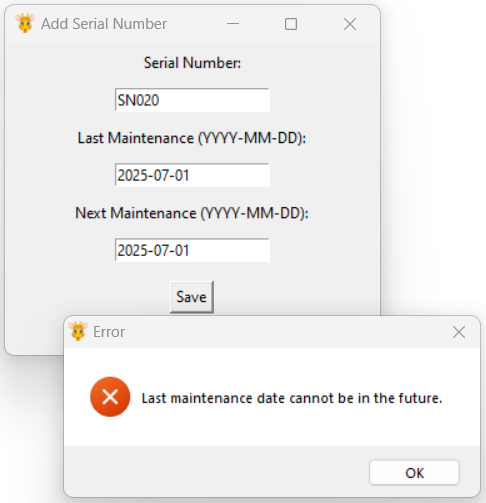 Add Serial Number
Serial Number:
SN020
Last Maintenance (YYYY-MM-DD):
2025-07-01
Next Maintenance (YYYY-MM-DD):
2025-07-01
Save
Error
Last maintenance date cannot be in the future.
OK